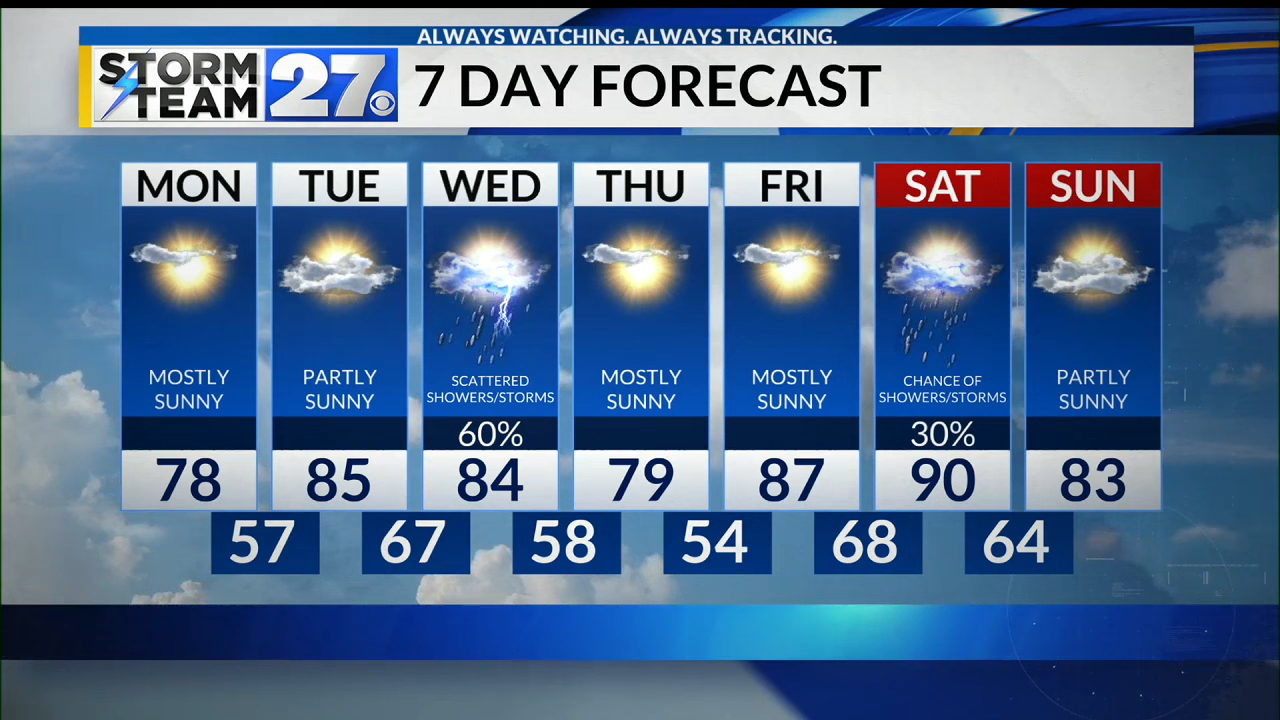 ALWAYS WATCHING. ALWAYS TRACKING.
STORM
TEAM
27
7 DAY FORECAST
MON
TUE
WED
THU
FRI
SAT
SUN
MOSTLY
SUNNY
PARTLY
SUNNY
SCATTERED
SHOWERS/STORMS
MOSTLY
SUNNY
MOSTLY
SUNNY
CHANCE OF
SHOWERS/STORMS
PARTLY
SUNNY
60%
30%
78
85
84
79
87
90
83
57
67
58
54
68
64